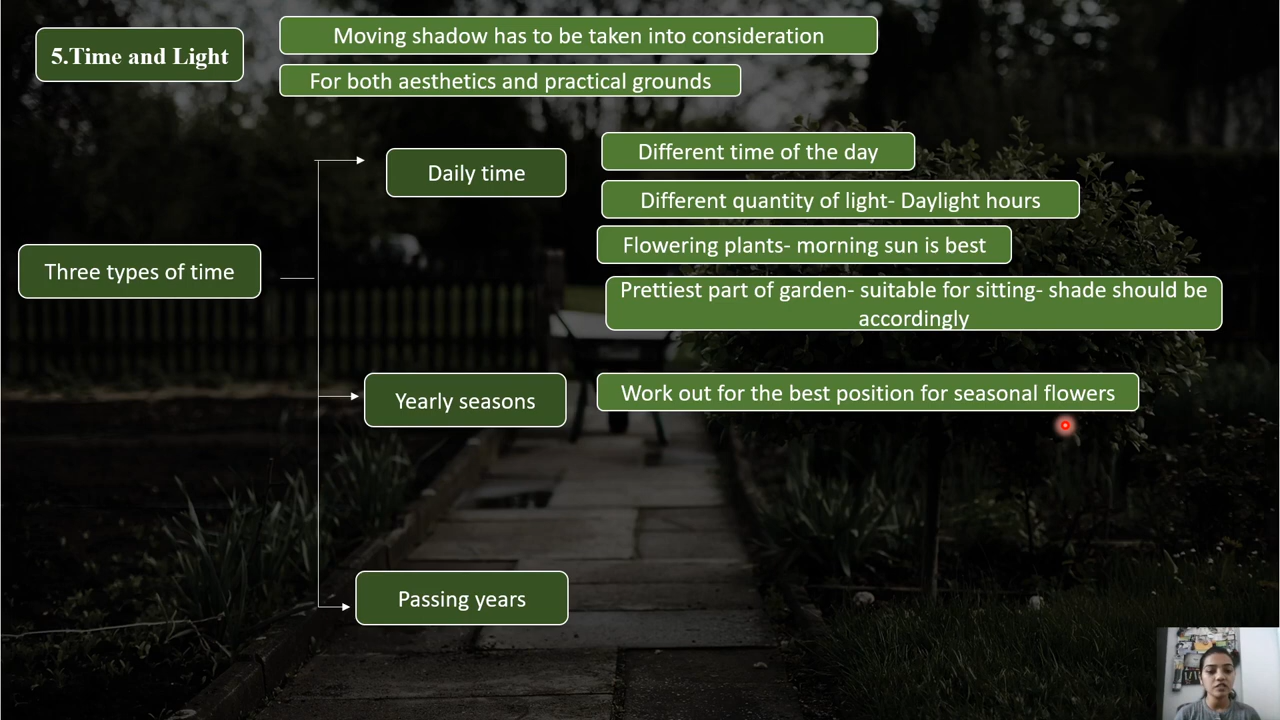 5.Time and Light
Moving shadow has to be taken into consideration
For both aesthetics and practical grounds
Three types of time
Daily time
Different time of the day
Different quantity of light- Daylight hours
Flowering plants- morning sun is best
Prettiest part of garden- suitable for sitting- shade should be
accordingly
Yearly seasons
Work out for the best position for seasonal flowers
Passing years